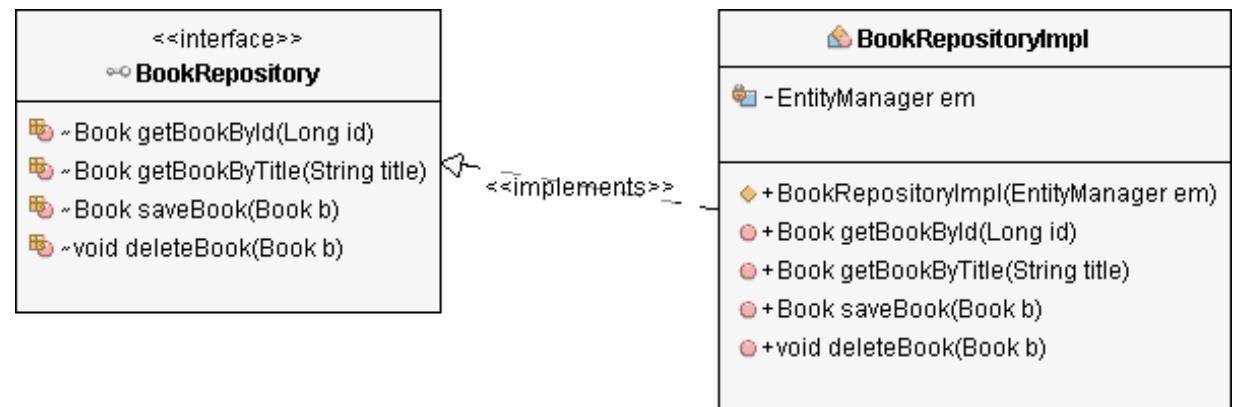 <<interface>>
BookRepository
~Book getBookById(Long id)
~Book getBookByTitle(String title)
~Book saveBook(Book b)
~void deleteBook(Book b)
<<implements>>
BookRepositoryImpl
-EntityManager em
+BookRepositoryImpl(EntityManager em)
+Book getBookById(Long id)
+Book getBookByTitle(String title)
+Book saveBook(Book b)
+void deleteBook(Book b)